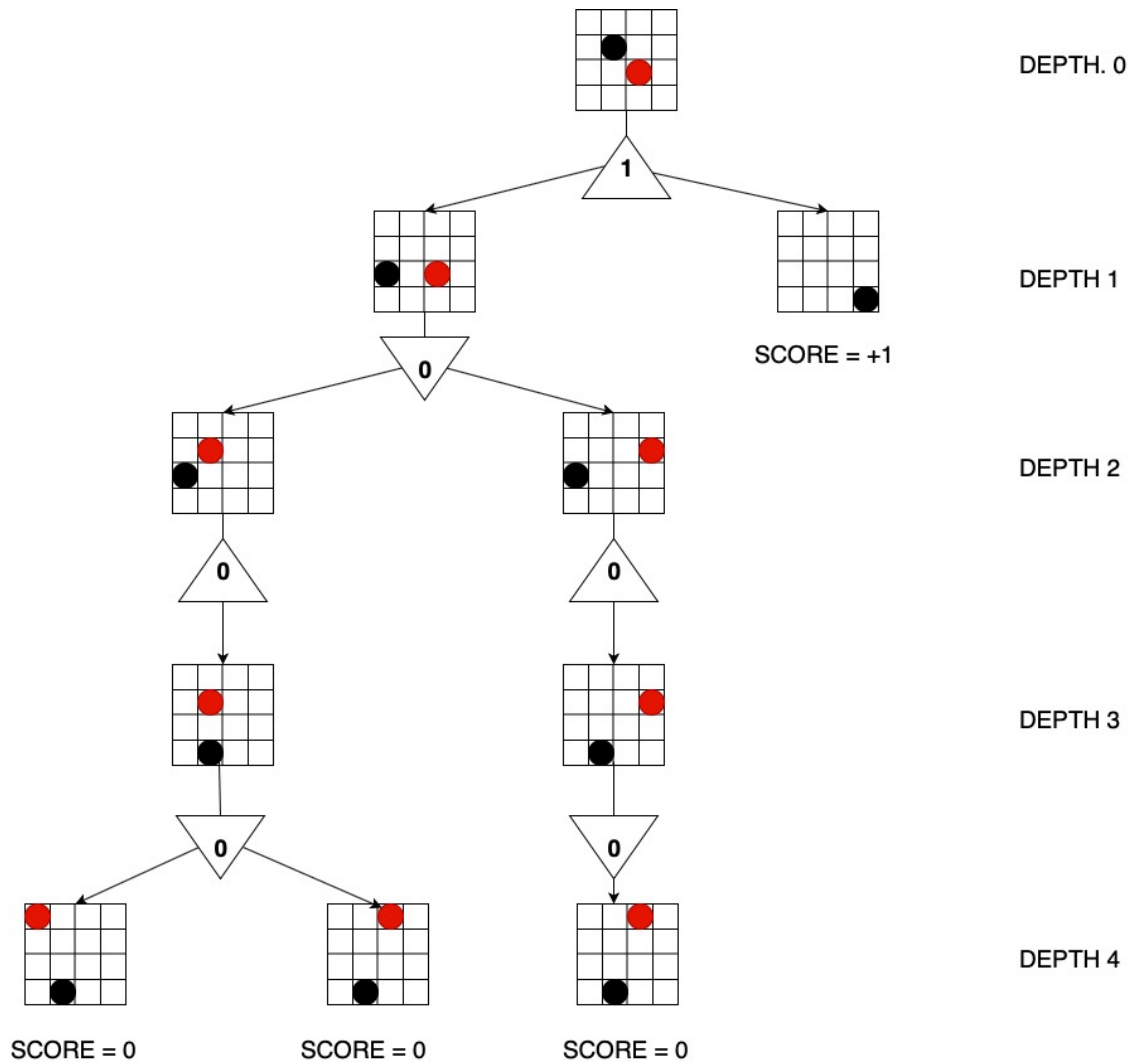 DEPTH. 0
1
DEPTH 1
SCORE = +1
0
DEPTH 2
0
0
DEPTH 3
0
0
DEPTH 4
SCORE = 0
SCORE = 0
SCORE = 0